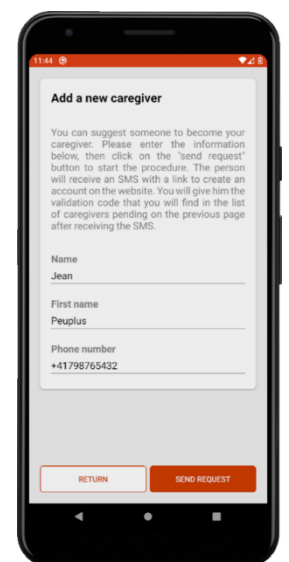 11:44
Add a new caregiver
You can suggest someone to become your
caregiver. Please enter the information
below, then click on the "send request"
button to start the procedure. The person
will receive an SMS with a link to create an
account on the website. You will give him the
validation code that you will find in the list
of caregivers pending on the previous page
after receiving the SMS.
Name
Jean
First name
Peuplus
Phone number
+41798765432
RETURN
SEND REQUEST